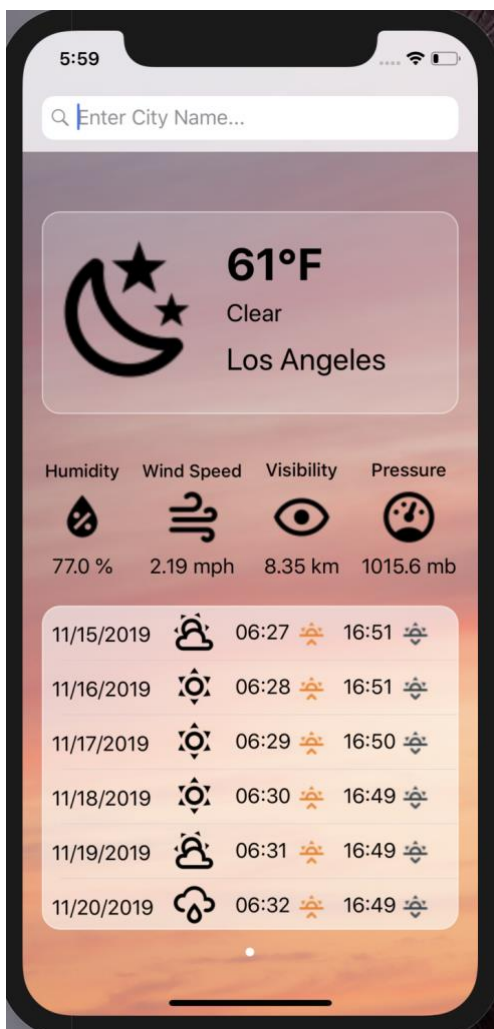 5:59
Enter City Name...
61°F
Clear
Los Angeles
Humidity Wind Speed Visibility Pressure
77.0 % 2.19 mph 8.35 km 1015.6 mb
11/15/2019 06:27 16:51
11/16/2019 06:28 16:51
11/17/2019 06:29 16:50
11/18/2019 06:30 16:49
11/19/2019 06:31 16:49
11/20/2019 06:32 16:49